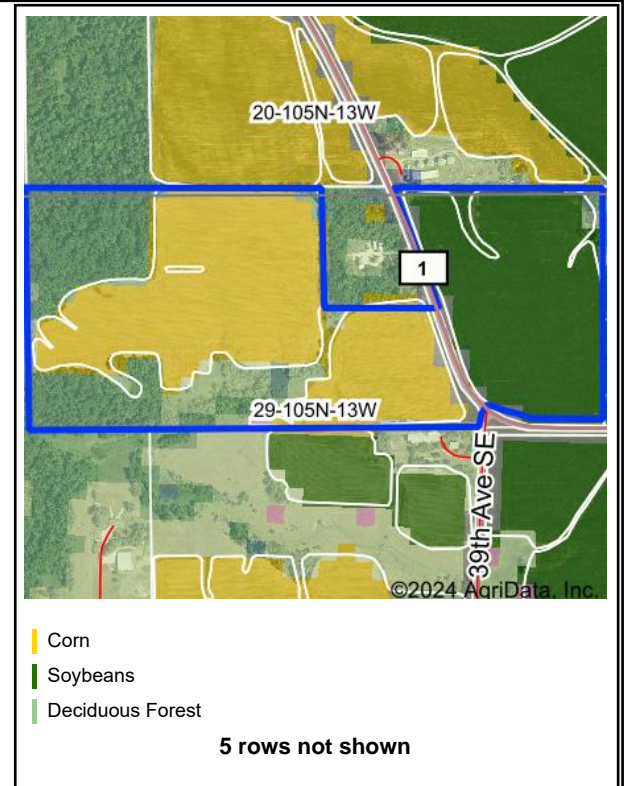 20-105N-13W
1
29-105N-13W
39th-Ave-SE
©2024 AgriData, Inc.
Corn
Soybeans
Deciduous Forest
5 rows not shown